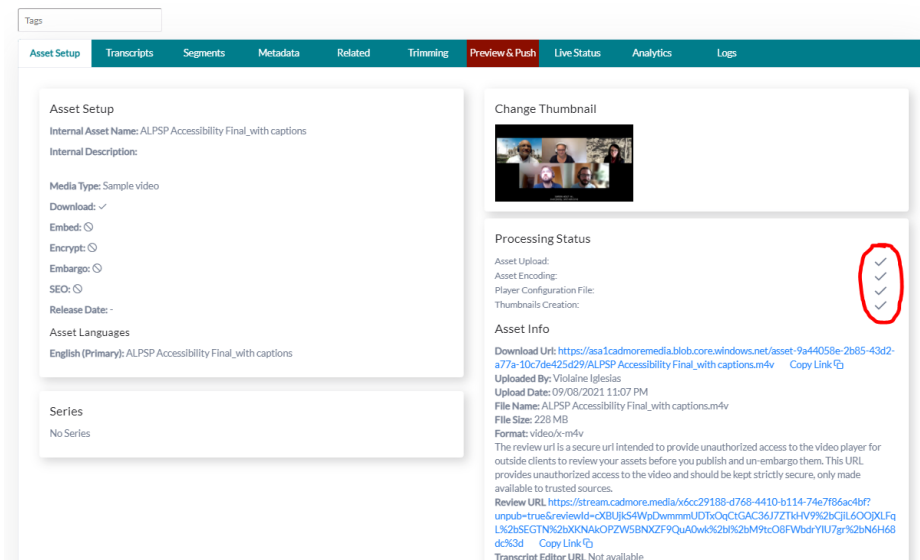 Tags
Asset Setup Transcripts Segments Metadata Related Trimming Preview & Push Live Status Analytics Logs
Asset Setup
Internal Asset Name: ALPSP Accessibility Final_with captions
Internal Description:
Media Type: Sample video
Download:
Embed:
Encrypt:
Embargo:
SEO:
Release Date: -
Asset Languages
English (Primary): ALPSP Accessibility Final_with captions
Series
No Series
Change Thumbnail
Processing Status
Asset Upload:
Asset Encoding:
Player Configuration File:
Thumbnails Creation:
Asset Info
Download Url: https://asa1cadmoremedia.blob.core.windows.net/asset-9a44058e-2b85-43d2-
a77a-10c7de425d29/ALPSP Accessibility Final_with captions.m4v Copy Link
Uploaded By: Violaine Iglesias
Upload Date: 09/08/2021 11:07 PM
File Name: ALPSP Accessibility Final_with captions.m4v
File Size: 228 MB
Format: video/x-m4v
The review url is a secure url intended to provide unauthorized access to the video player for
outside clients to review your assets before you publish and un-embargo them. This URL
provides unauthorized access to the video and should be kept strictly secure, only made
available to trusted sources.
Review URL https://stream.cadmore.media/x6cc29188-d768-4410-b114-74e7f86ac4bf?
unpub=true&reviewId=cXBUjkS4WpDwmmmUDTxOqCtGAC36J7ZTkHV9%2bCjiL6OOjXLFq
L%2bSEGTN%2bXKNAkOPZW5BNXZF9QuA0wk%2bl%2bM9tcO8FWbdrYIU7gr%2bN6H68
dc%3d Copy Link
Transcript Editor URL Not available